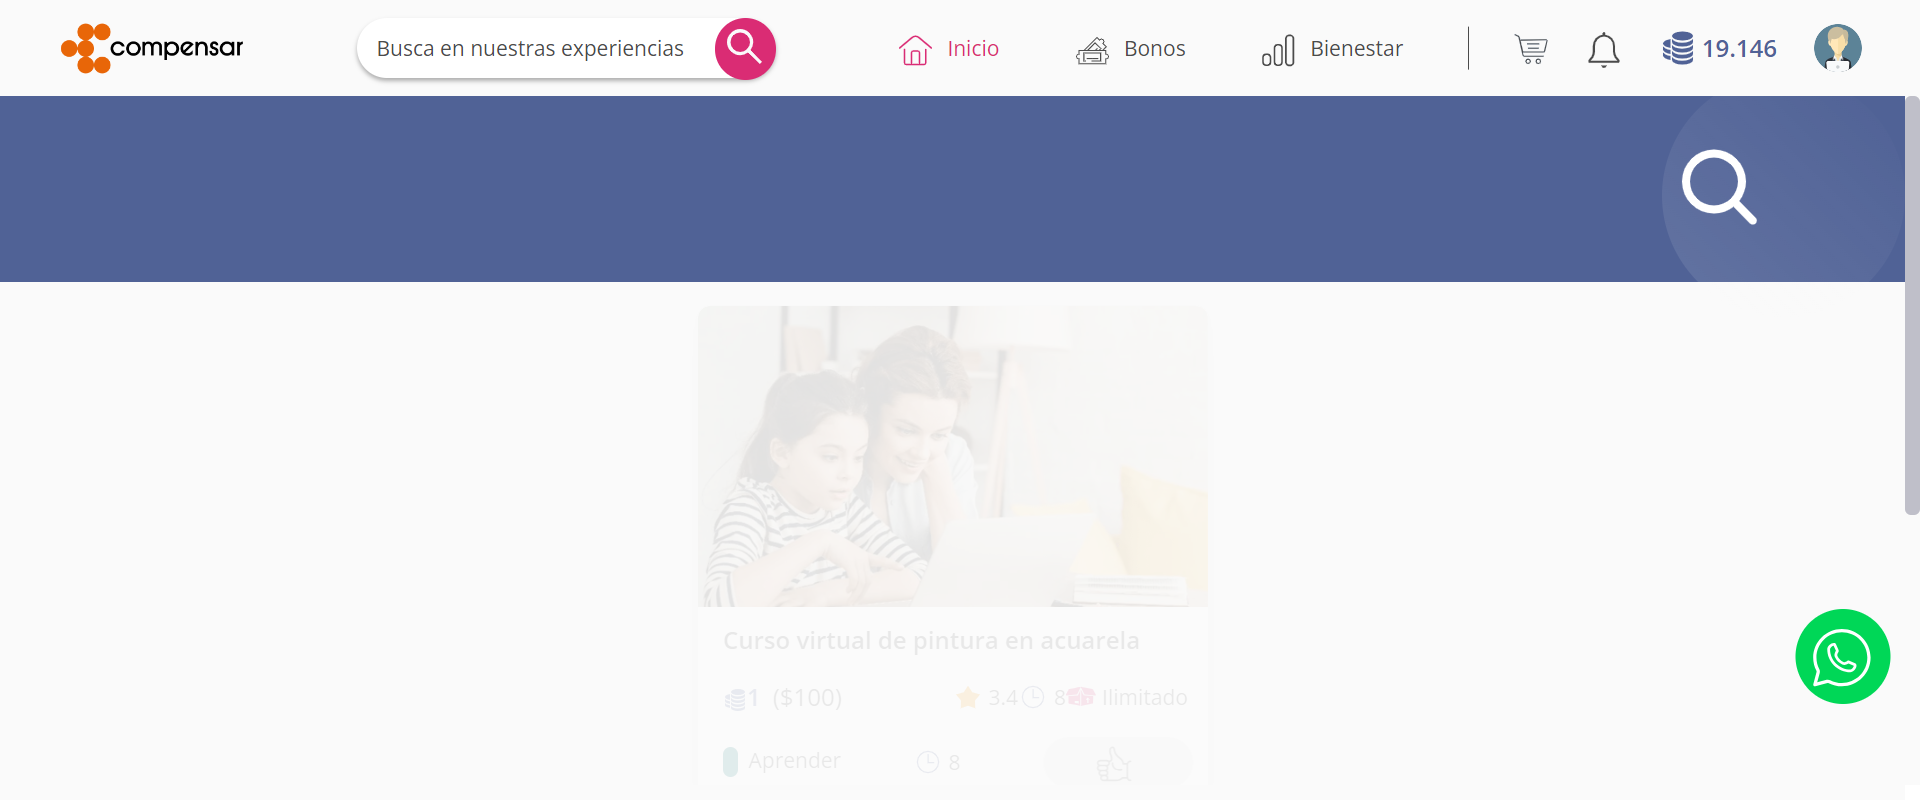 compensar
Busca en nuestras experiencias
Inicio
Bonos
Bienestar
19.146
Curso virtual de pintura en acuarela
1 ($100)
3.4
8
Ilimitado
Aprender
8